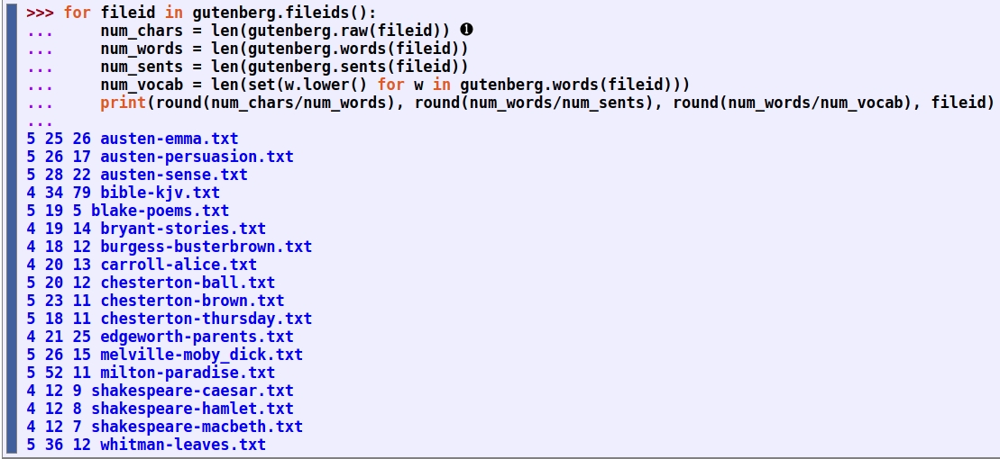 >>> for fileid in gutenberg.fileids():
...     num_chars = len(gutenberg.raw(fileid)) ❶
...     num_words = len(gutenberg.words(fileid))
...     num_sents = len(gutenberg.sents(fileid))
...     num_vocab = len(set(w.lower() for w in gutenberg.words(fileid)))
...     print(round(num_chars/num_words), round(num_words/num_sents), round(num_words/num_vocab), fileid)
...
5 25 26 austen-emma.txt
5 26 17 austen-persuasion.txt
5 28 22 austen-sense.txt
4 34 79 bible-kjv.txt
5 19 5 blake-poems.txt
4 19 14 bryant-stories.txt
4 18 12 burgess-busterbrown.txt
4 20 13 carroll-alice.txt
5 20 12 chesterton-ball.txt
5 23 11 chesterton-brown.txt
5 18 11 chesterton-thursday.txt
4 21 25 edgeworth-parents.txt
5 26 15 melville-moby_dick.txt
5 52 11 milton-paradise.txt
4 12 9 shakespeare-caesar.txt
4 12 8 shakespeare-hamlet.txt
4 12 7 shakespeare-macbeth.txt
5 36 12 whitman-leaves.txt